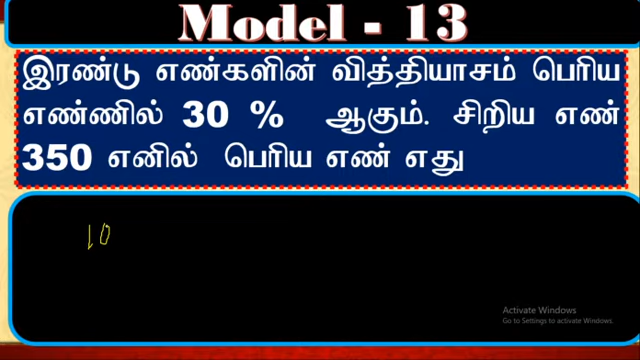 Model - 13
இரண்டு எண்களின் வித்தியாசம் பெரிய
எண்ணில் 30 % ஆகும். சிறிய எண்
350 எனில் பெரிய எண் எது
10
Activate Windows
Go to Settings to activate Windows.